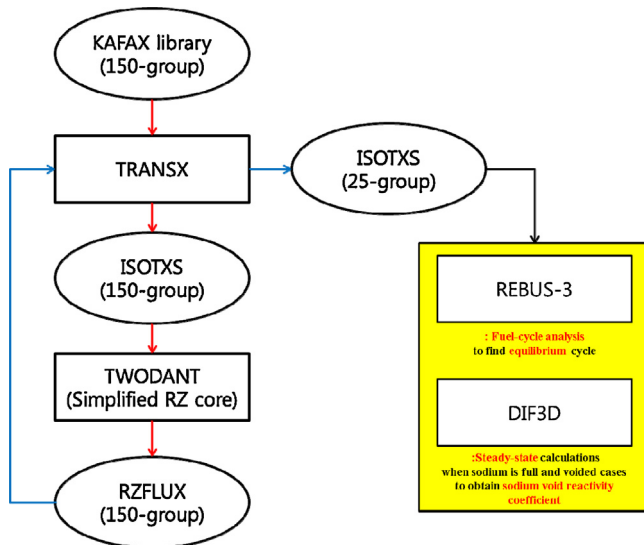 KAFAX library
(150-group)
TRANSX
ISOTXS
(25-group)
ISOTXS
(150-group)
TWODANT
(Simplified RZ core)
RZFLUX
(150-group)
REBUS-3
: Fuel-cycle analysis
to find equilibrium cycle
DIF3D
:Steady-state calculations
when sodium is full and voided cases
to obtain sodium void reactivity
coefficient